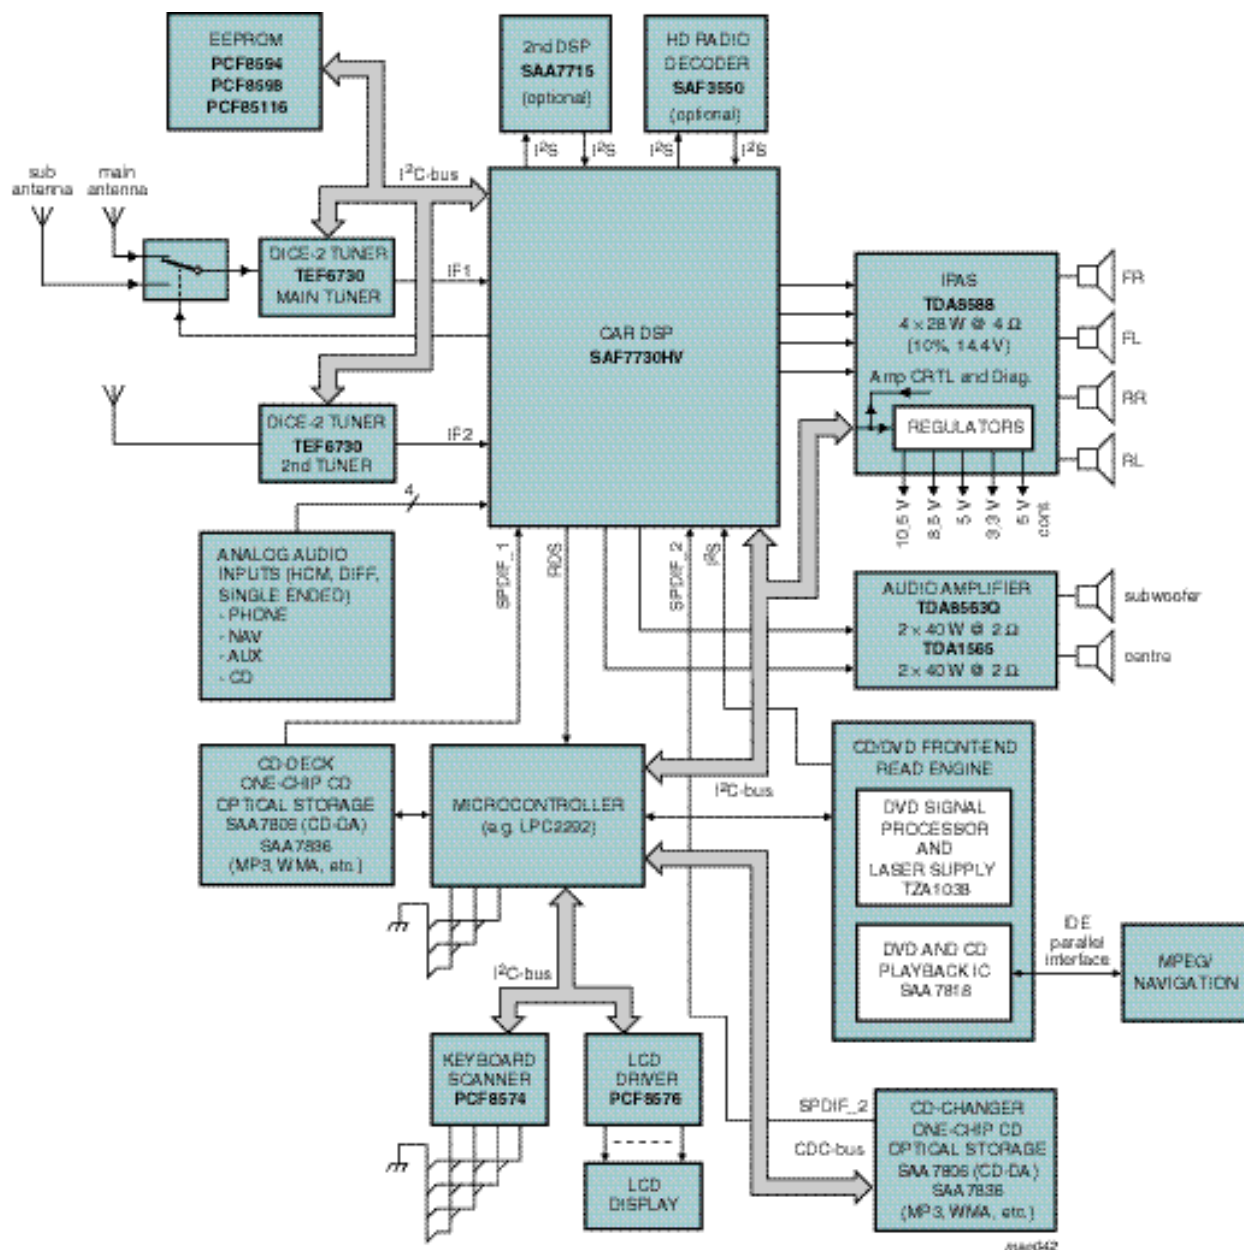 EEPROM
PCF8594
PCF8598
PCF85116
2nd DSP
SAA7715
(optional)
HD RADIO
DECODER
SAF3550
(optional)
I²S
I²S
I²S
I²S
sub
antenna
main
antenna
I²C-bus
DICE-2 TUNER
TEF6730
MAIN TUNER
IF1
CAR DSP
SAF7730HV
IPAS
TDA8588
4 × 28 W @ 4 Ω
(10%, 14.4 V)
Amp CRTL and Diag.
REGULATORS
FR
FL
RR
RL
10,5 V
8,5 V
5 V
3,3 V
5 V
cont.
DICE-2 TUNER
TEF6730
2nd TUNER
IF2
4
ANALOG AUDIO
INPUTS (HCM, DIFF,
SINGLE ENDED)
- PHONE
- NAV
- AUX
- CD
SPDIF_1
RDS
SPDIF_2
I²S
AUDIO AMPLIFIER
TDA8563Q
2 × 40 W @ 2 Ω
TDA1565
2 × 40 W @ 2 Ω
subwoofer
centre
CD-DECK
ONE-CHIP CD
OPTICAL STORAGE
SAA7806 (CD-DA)
SAA7836
(MP3, WMA, etc.)
MICROCONTROLLER
(e.g. LPC2292)
I²C-bus
CD/DVD FRONT-END
READ ENGINE
DVD SIGNAL
PROCESSOR
AND
LASER SUPPLY
TZA1038
DVD AND CD
PLAYBACK IC
SAA7818
IDE
parallel
interface
MPEG/
NAVIGATION
I²C-bus
KEYBOARD
SCANNER
PCF8574
LCD
DRIVER
PCF8576
LCD
DISPLAY
SPDIF_2
CDC-bus
CD-CHANGER
ONE-CHIP CD
OPTICAL STORAGE
SAA7806 (CD-DA)
SAA7836
(MP3, WMA, etc.)